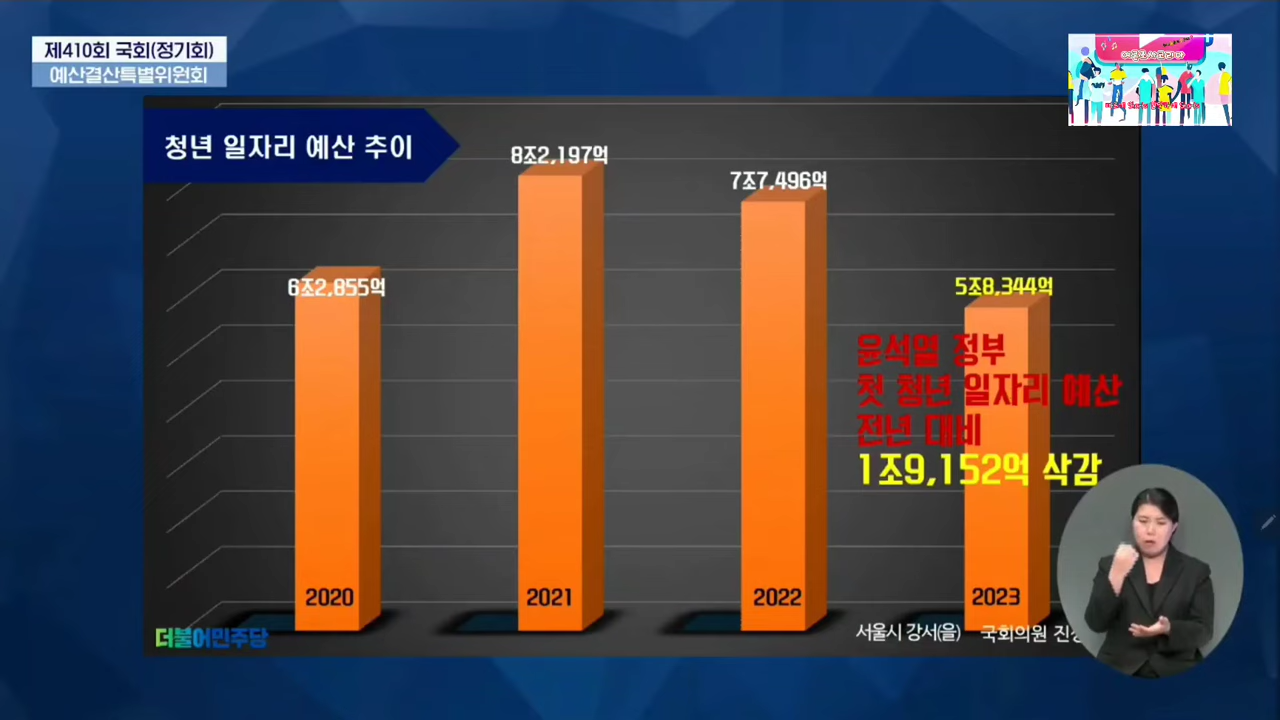 제410회 국회(정기회)
예산결산특별위원회
청년 일자리 예산 추이
6조2,855억
8조2,197억
7조7,496억
5조8,344억
윤석열 정부
첫 청년 일자리 예산
전년 대비
1조9,152억 삭감
2020
2021
2022
2023
더불어민주당
서울시 강서(을) 국회의원